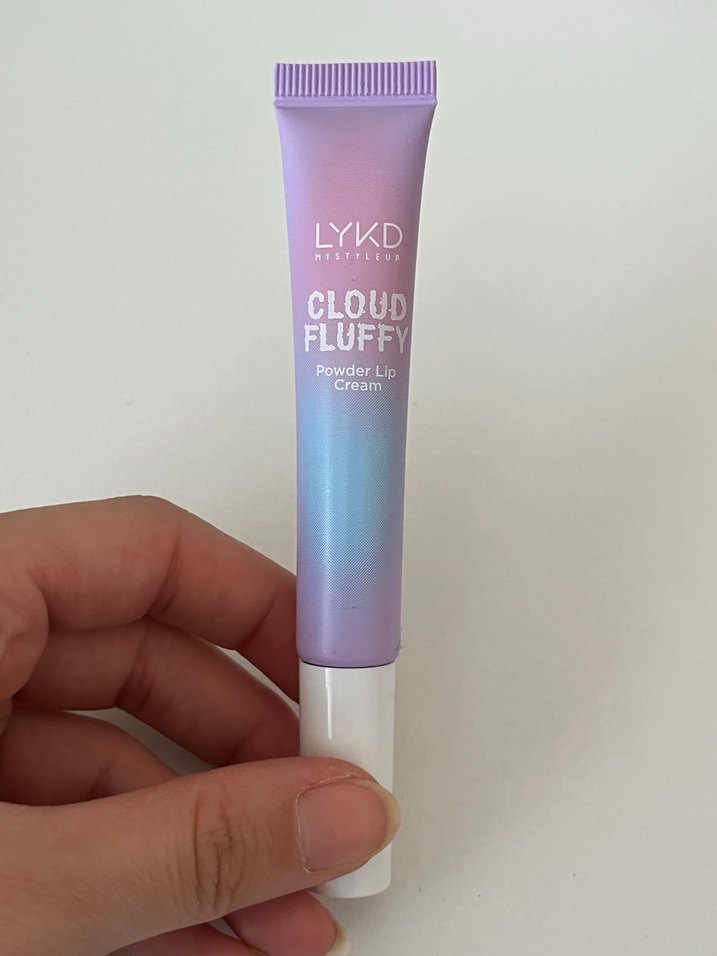 LYKD
MYSTYLEUP
CLOUD
FLUFFY
Powder Lip
Cream